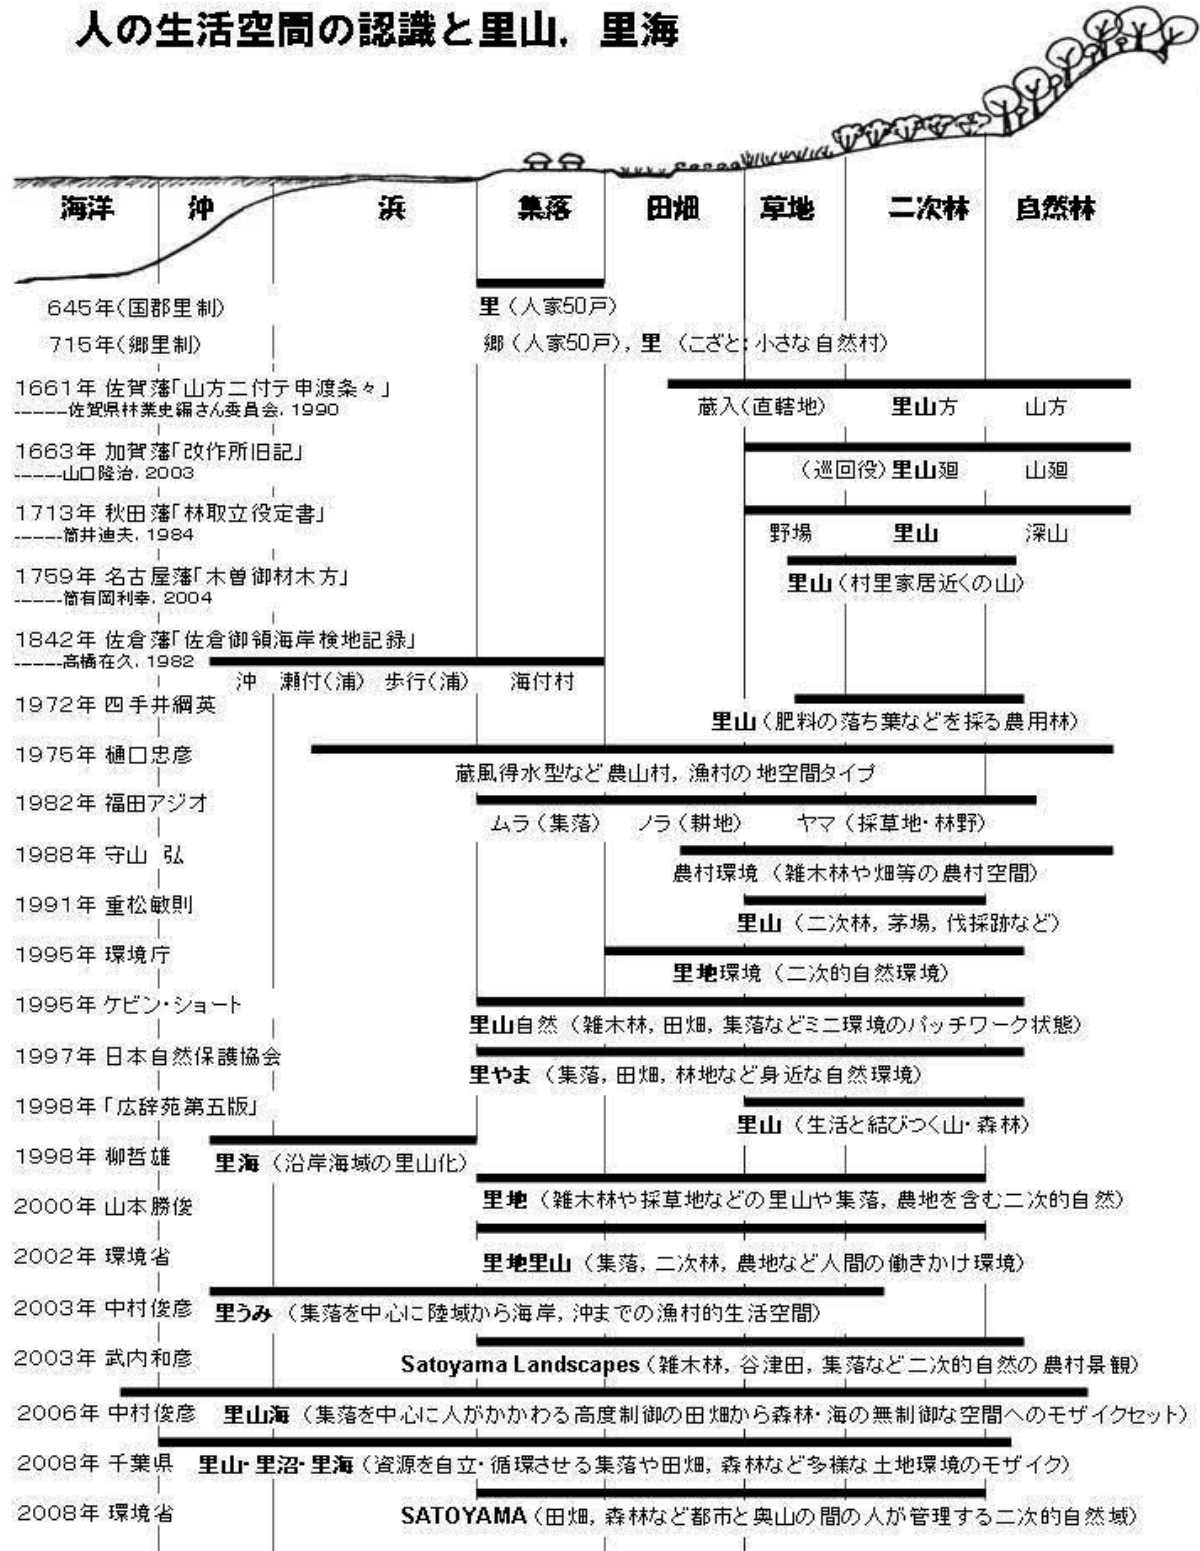 人の生活空間の認識と里山，里海
海洋 沖 浜 集落 田畑 草地 二次林 自然林
645年(国郡里制) 里（人家50戸）
715年(郷里制) 郷（人家50戸），里（こざと：小さな自然村）
1661年 佐賀藩「山方ニ付テ申渡条々」
-----佐賀県林業史編さん委員会，1990
蔵入(直轄地) 里山方 山方
1663年 加賀藩「改作所旧記」
-----山口隆治，2003
（巡回役）里山廻 山廻
1713年 秋田藩「林取立役定書」
-----筒井迪夫，1984
野場 里山 深山
1759年 名古屋藩「木曽御材木方」
-----筒有岡利幸，2004
里山（村里家居近くの山）
1842年 佐倉藩「佐倉御領海岸検地記録」
-----高橋在久，1982
沖 瀬付(浦) 歩行(浦) 海付村
1972年 四手井綱英
里山（肥料の落ち葉などを採る農用林）
1975年 樋口忠彦
蔵風得水型など農山村，漁村の地空間タイプ
1982年 福田アジオ
ムラ（集落） ノラ（耕地） ヤマ（採草地・林野）
1988年 守山 弘
農村環境（雑木林や畑等の農村空間）
1991年 重松敏則
里山（二次林，茅場，伐採跡など）
1995年 環境庁
里地環境（二次的自然環境）
1995年 ケビン・ショート
里山自然（雑木林，田畑，集落などミニ環境のパッチワーク状態）
1997年 日本自然保護協会
里やま（集落，田畑，林地など身近な自然環境）
1998年「広辞苑第五版」
里山（生活と結びつく山・森林）
1998年 柳哲雄 里海（沿岸海域の里山化）
2000年 山本勝俊 里地（雑木林や採草地などの里山や集落，農地を含む二次的自然）
2002年 環境省 里地里山（集落，二次林，農地など人間の働きかけ環境）
2003年 中村俊彦 里うみ（集落を中心に陸域から海岸，沖までの漁村的生活空間）
2003年 武内和彦 Satoyama Landscapes（雑木林，谷津田，集落など二次的自然の農村景観）
2006年 中村俊彦 里山海（集落を中心に人がかかわる高度制御の田畑から森林・海の無制御な空間へのモザイクセット）
2008年 千葉県 里山・里沼・里海（資源を自立・循環させる集落や田畑，森林など多様な土地環境のモザイク）
2008年 環境省 SATOYAMA（田畑，森林など都市と奥山の間の人が管理する二次的自然域）